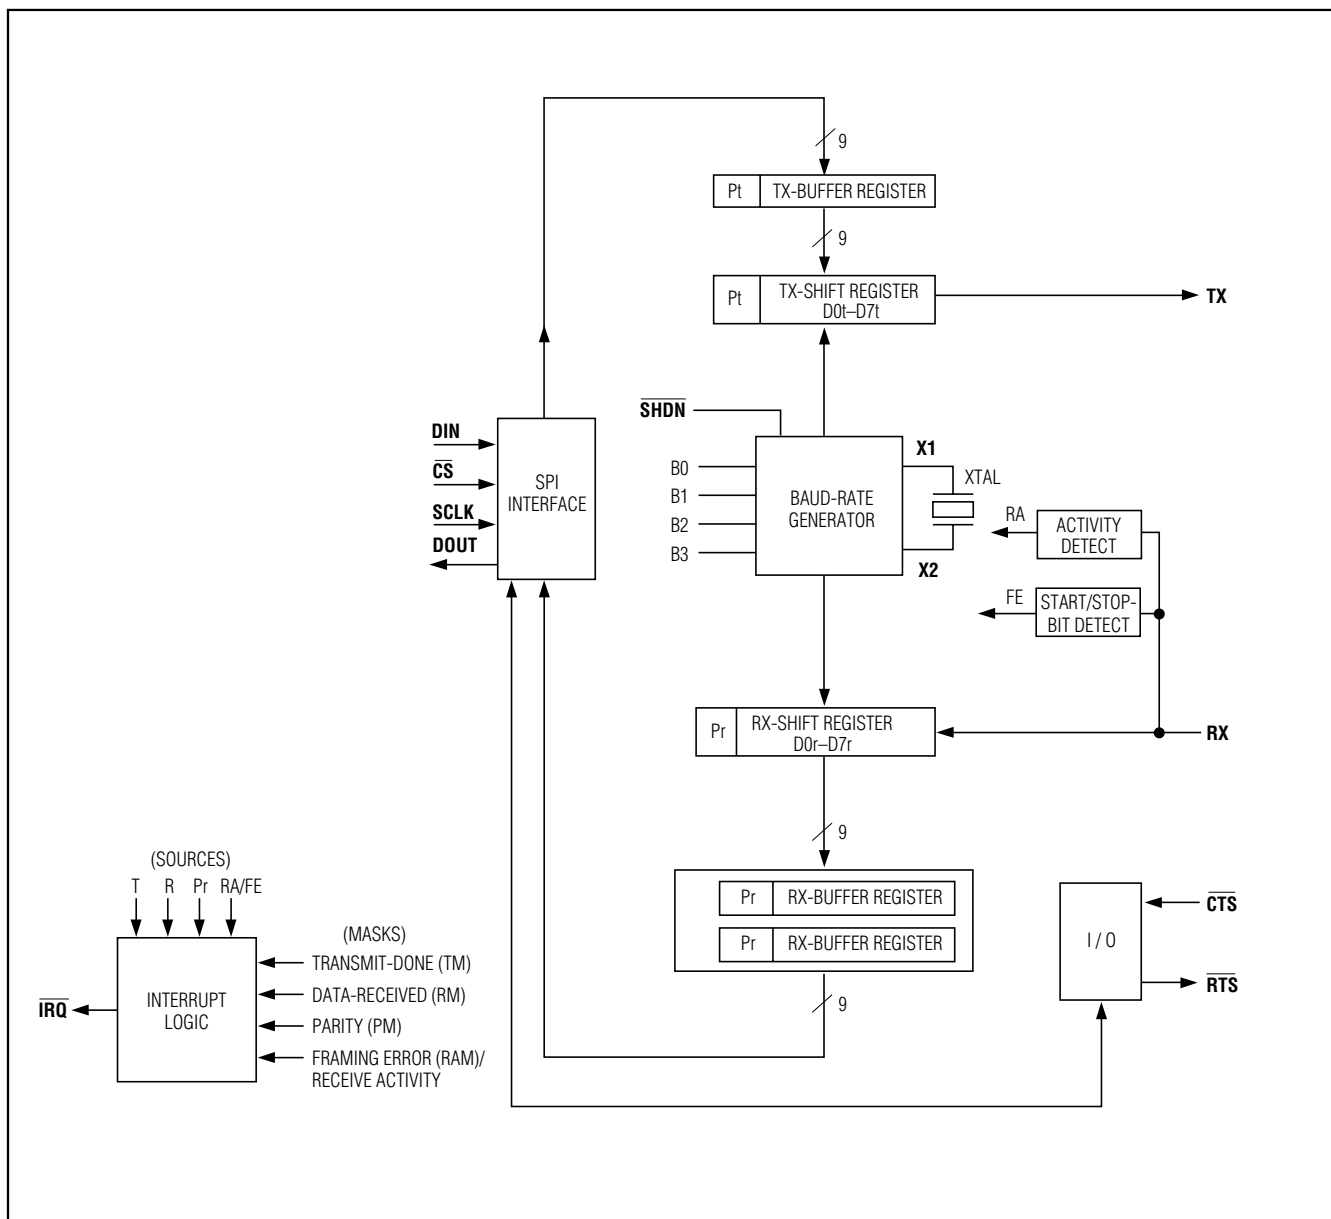 9
Pt TX-BUFFER REGISTER
9
Pt TX-SHIFT REGISTER
D0t–D7t
TX
SHDN
DIN
CS
SCLK
DOUT
SPI
INTERFACE
B0
B1
B2
B3
BAUD-RATE
GENERATOR
X1
X2
XTAL
RA
ACTIVITY
DETECT
FE
START/STOP-
BIT DETECT
Pr RX-SHIFT REGISTER
D0r–D7r
RX
9
Pr RX-BUFFER REGISTER
Pr RX-BUFFER REGISTER
9
I / O
CTS
RTS
(SOURCES)
T R Pr RA/FE
(MASKS)
TRANSMIT-DONE (TM)
DATA-RECEIVED (RM)
PARITY (PM)
FRAMING ERROR (RAM)/
RECEIVE ACTIVITY
INTERRUPT
LOGIC
IRQ